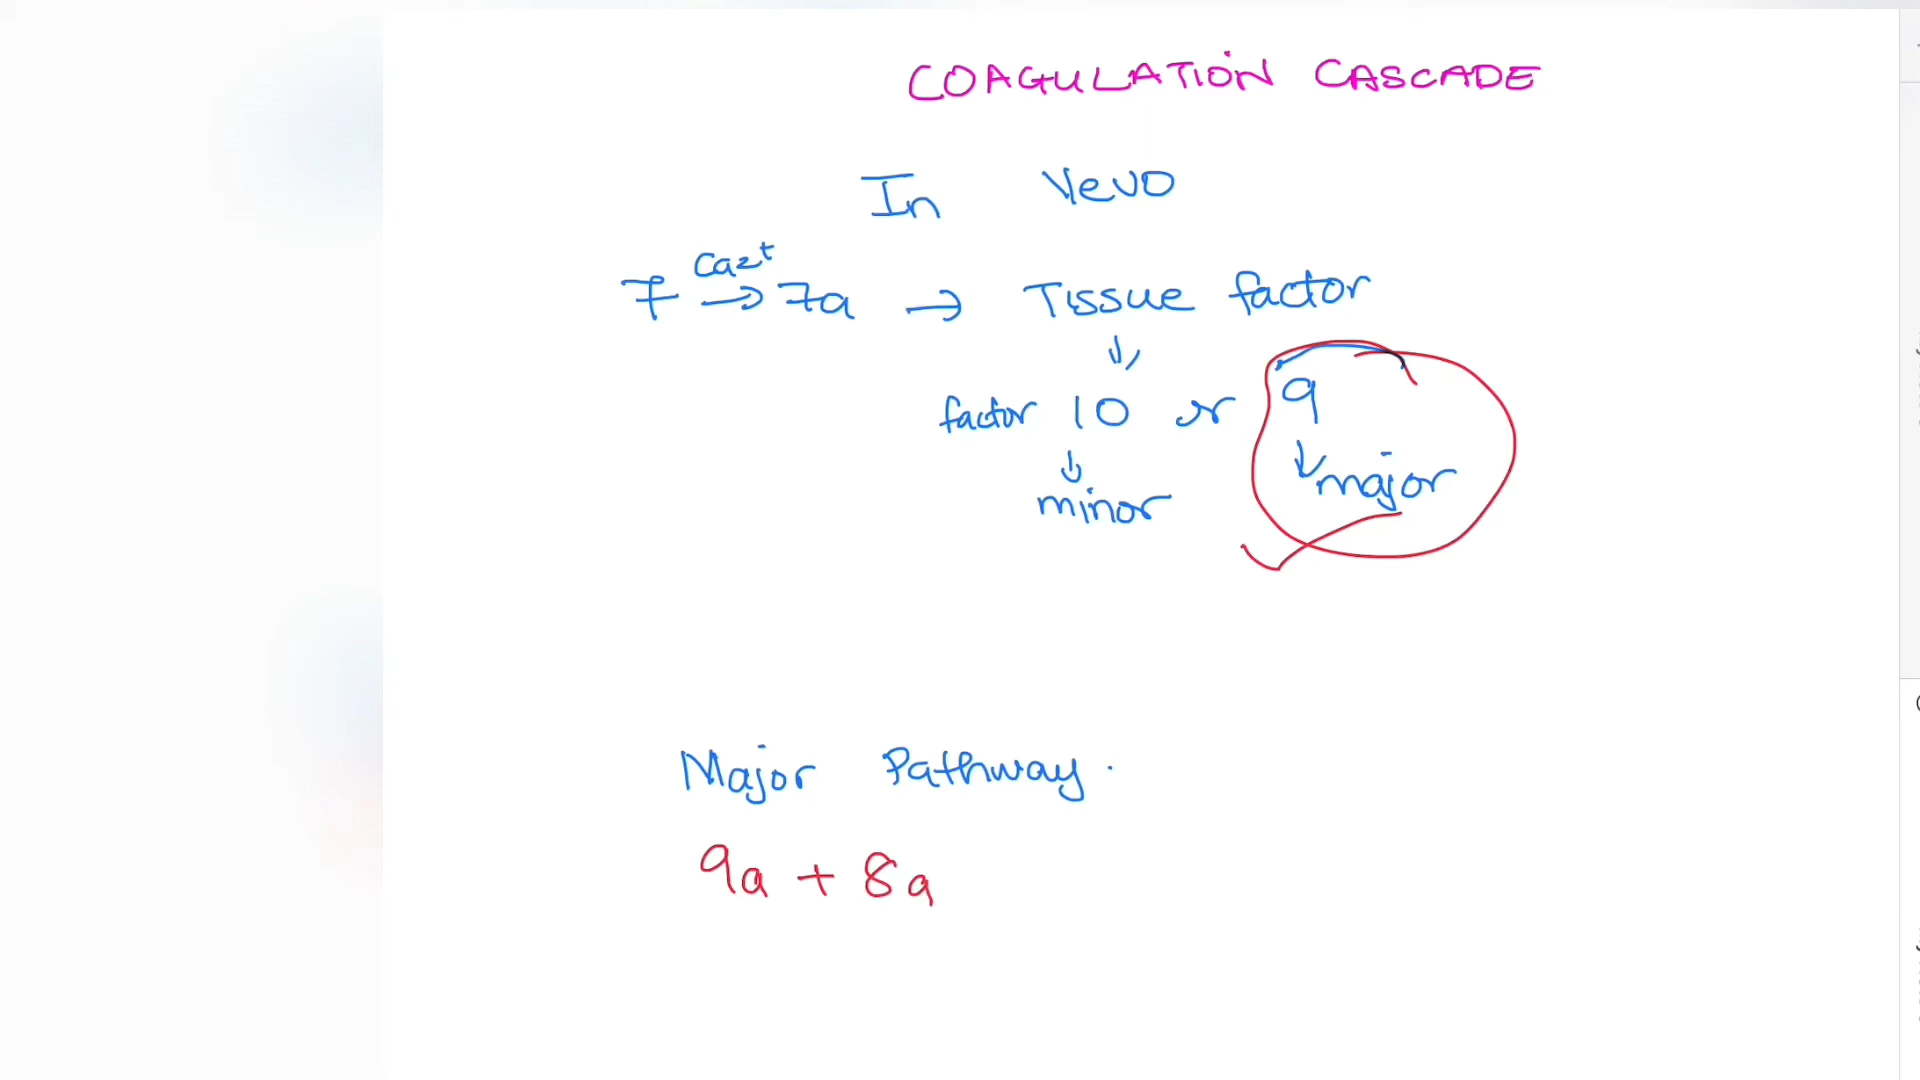 COAGULATION CASCADE
In Vevo
Ca2+
7 → 7a → Tissue factor
↓
factor 10 or 9
↓ ↓
minor major
Major Pathway.
9a + 8a